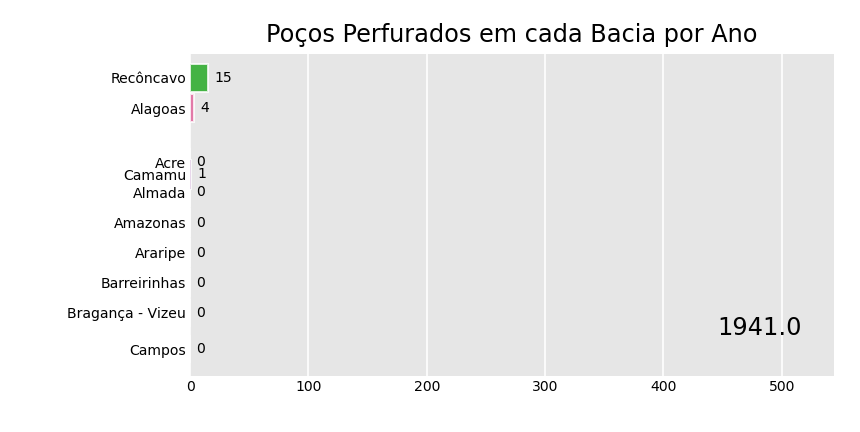 Poços Perfurados em cada Bacia por Ano
Recôncavo 15
Alagoas 4
Acre 0
Camamu 1
Almada 0
Amazonas 0
Araripe 0
Barreirinhas 0
Bragança - Vizeu 0
1941.0
Campos 0
0 100 200 300 400 500